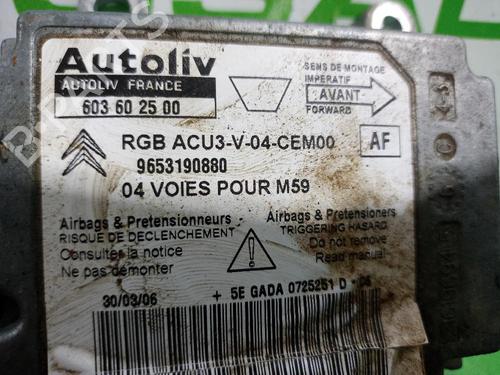 Autoliv
AUTOLIV FRANCE
603 60 25 00
SENS DE MONTAGE
IMPERATIF
AVANT
FORWARD
RGB ACU3-V-04-CEM00
AF
9653190880
04 VOIES POUR M59
Airbags & Pretensionneurs
RISQUE DE DECLENCHEMENT
Consulter la notice
Ne pas démonter
Airbags & Pretensioners
TRIGGERING HASARD
Do not remove
Read manual
30/03/06
+ 5E GADA 0725251 D